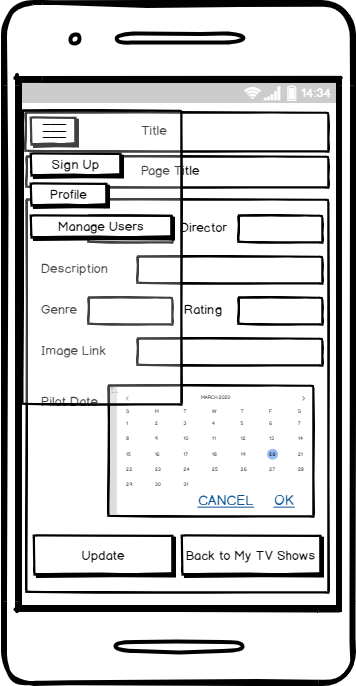 14:34
Title
Sign Up
Page Title
Profile
Manage Users
Director
Description
Genre
Rating
Image Link
Pilot Date
MARCH 2020
S M T W T F S
1 2 3 4 5 6 7
8 9 10 11 12 13 14
15 16 17 18 19 20 21
22 23 24 25 26 27 28
29 30 31
CANCEL OK
Update
Back to My TV Shows